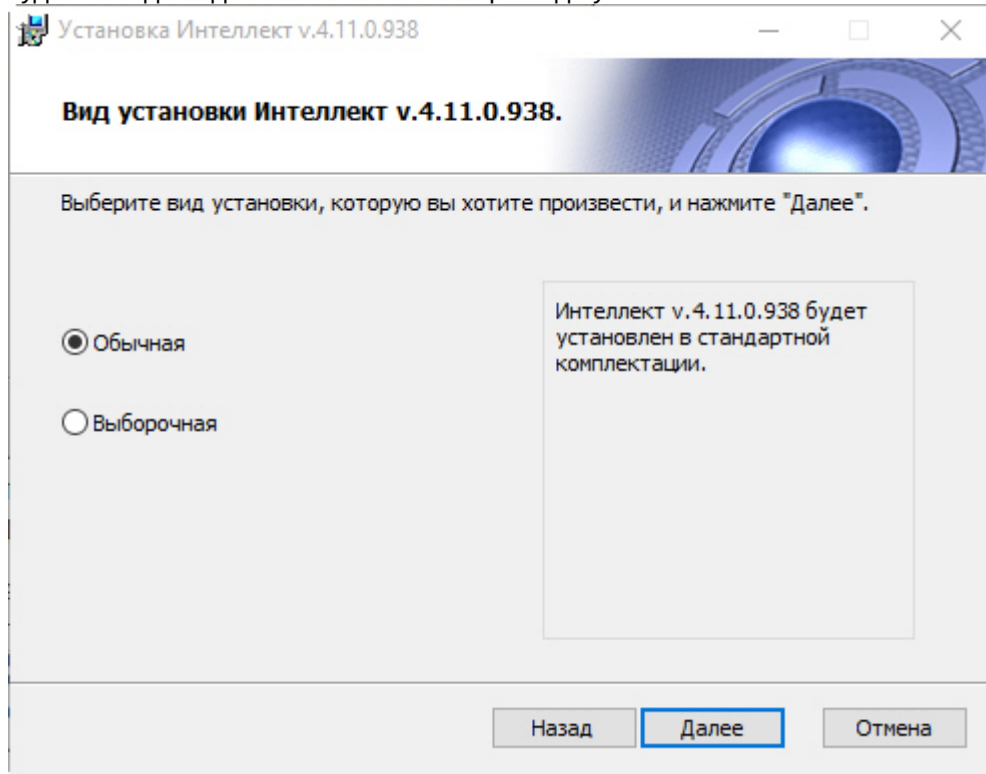 Установка Интеллект v.4.11.0.938
Вид установки Интеллект v.4.11.0.938.
Выберите вид установки, которую вы хотите произвести, и нажмите "Далее".
Обычная
Выборочная
Интеллект v.4.11.0.938 будет
установлен в стандартной
комплектации.
Назад Далее Отмена